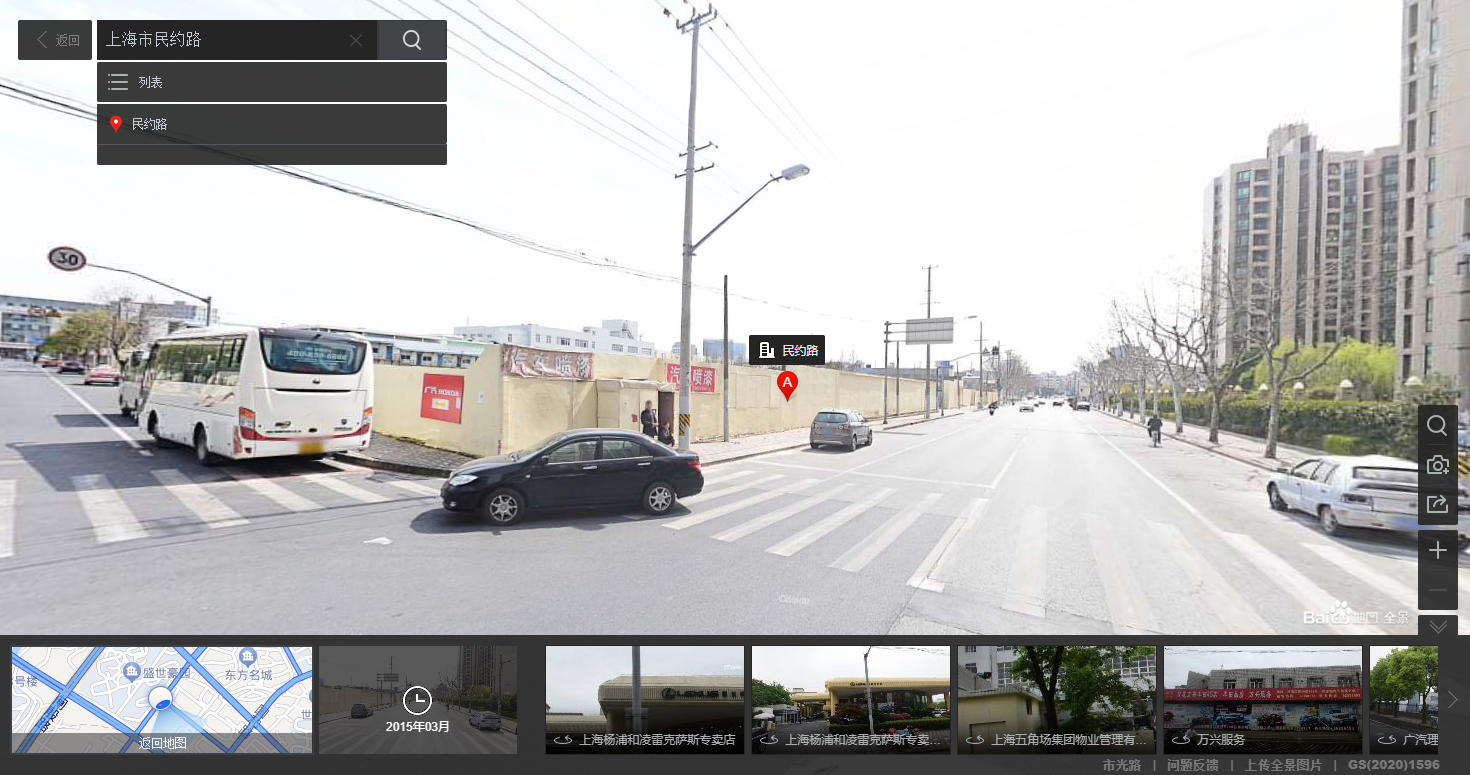 返回
上海市民约路
列表
民约路
30
400-800-6666
广汽 HONDA
汽车喷漆
汽 喷漆
民约路
A
Baidu地图 全景
号楼
盛世豪园
东方名城
世
返回地图
2015年03月
LEXUS
上海杨浦和凌雷克萨斯专卖店
LEXUS
上海杨浦和凌雷克萨斯专卖...
上海五角场集团物业管理有...
万兴服务
广汽理
市光路 | 问题反馈 | 上传全景图片 | GS(2020)1596